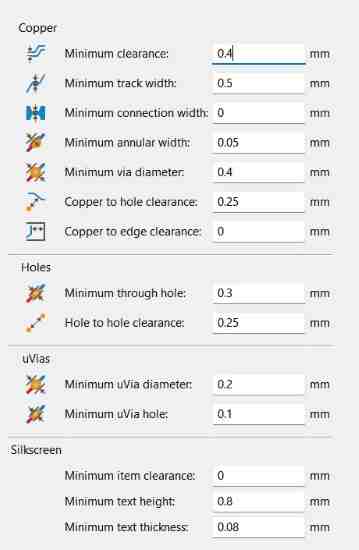 Copper
Minimum clearance: 0.4 mm
Minimum track width: 0.5 mm
Minimum connection width: 0 mm
Minimum annular width: 0.05 mm
Minimum via diameter: 0.4 mm
Copper to hole clearance: 0.25 mm
Copper to edge clearance: 0 mm
Holes
Minimum through hole: 0.3 mm
Hole to hole clearance: 0.25 mm
uVias
Minimum uVia diameter: 0.2 mm
Minimum uVia hole: 0.1 mm
Silkscreen
Minimum item clearance: 0 mm
Minimum text height: 0.8 mm
Minimum text thickness: 0.08 mm